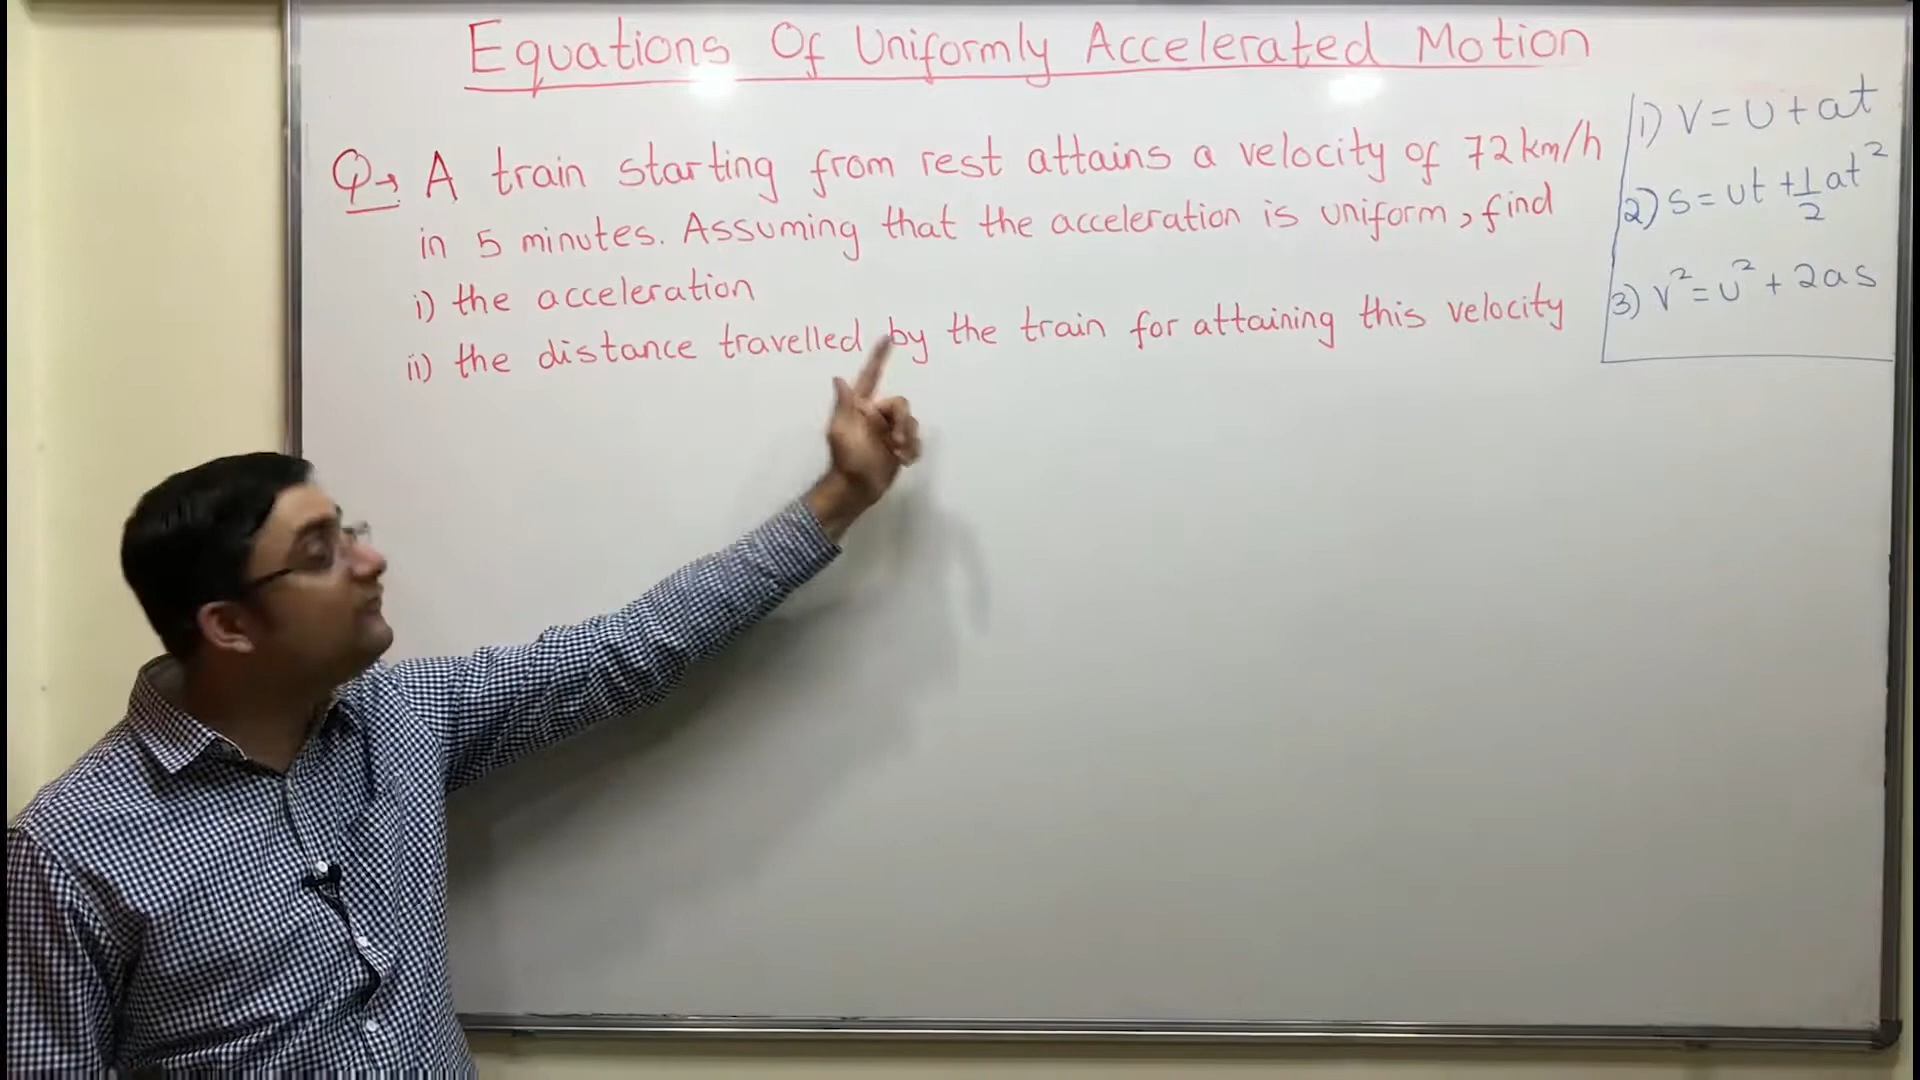 Equations Of Uniformly Accelerated Motion
Q→ A train starting from rest attains a velocity of 72 km/h
in 5 minutes. Assuming that the acceleration is uniform, find
i) the acceleration
ii) the distance travelled by the train for attaining this velocity
1) v = u + at
2) s = ut + 1/2 at²
3) v² = u² + 2as